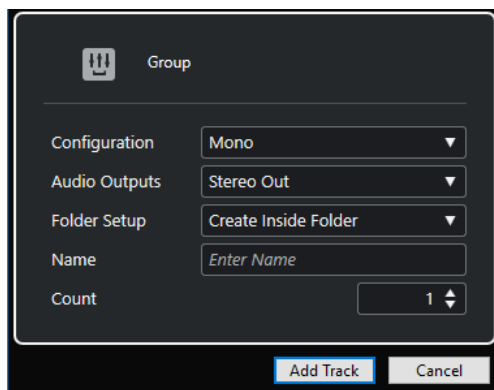 Group
Configuration Mono
Audio Outputs Stereo Out
Folder Setup Create Inside Folder
Name Enter Name
Count 1
Add Track Cancel